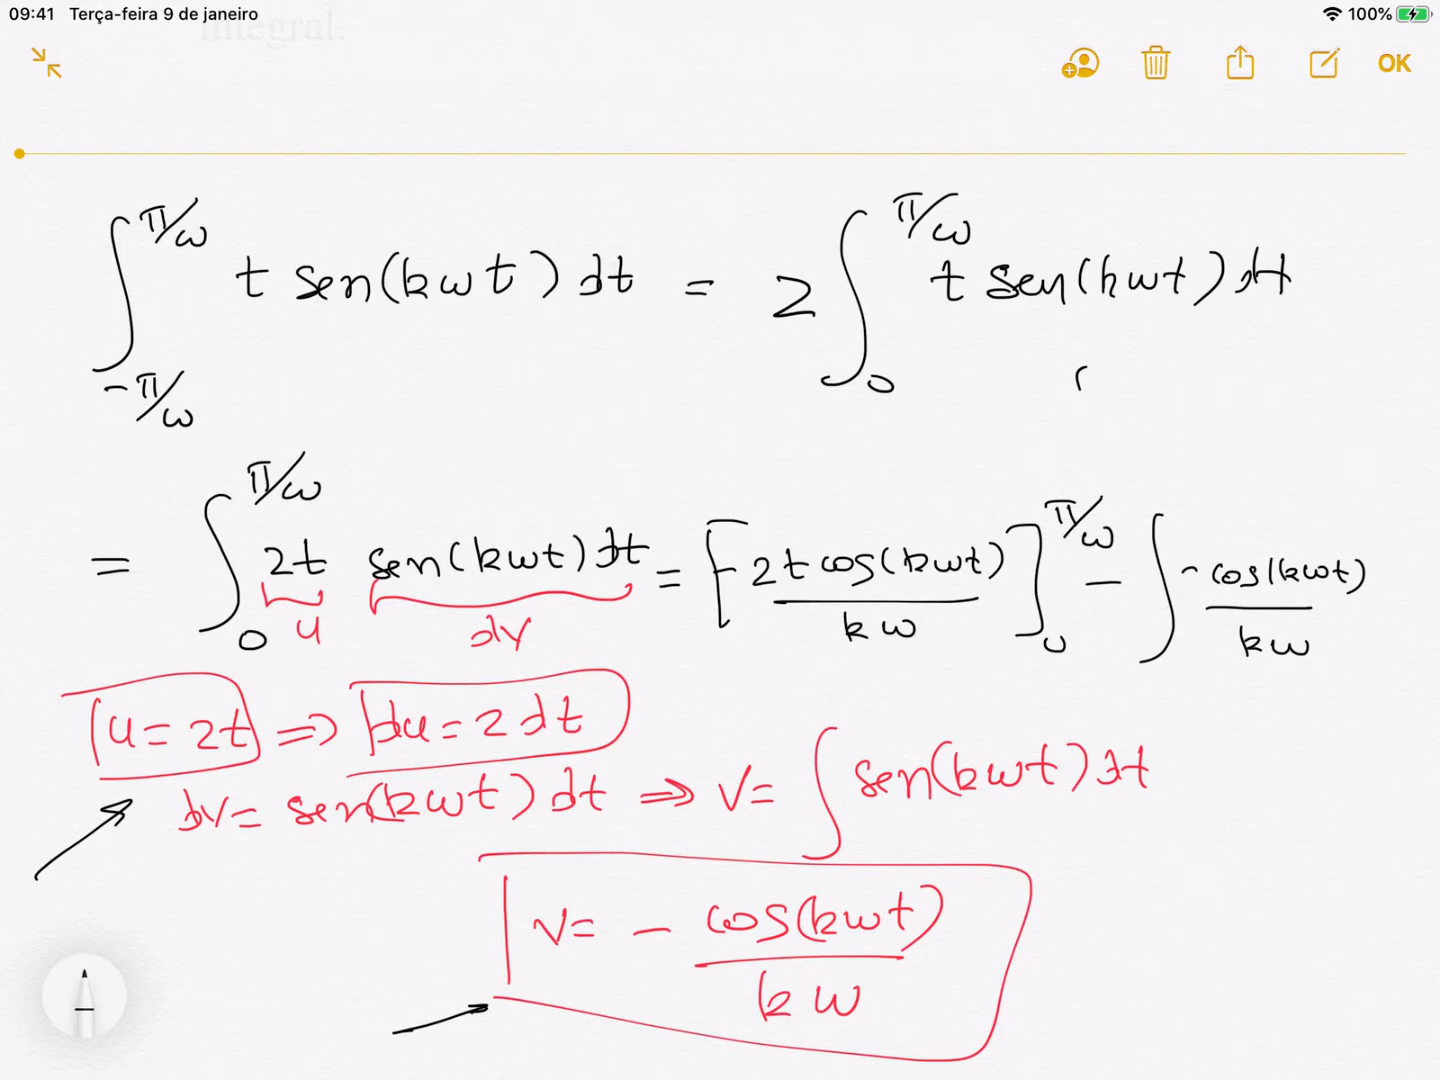 09:41 Terça-feira 9 de janeiro 100%
integral.
OK
∫_{-π/ω}^{π/ω} t sen(kωt) dt = 2 ∫_0^{π/ω} t sen(kωt) dt
(
= ∫_0^{π/ω} 2t sen(kωt) dt = [-2t cos(kωt) / kω]_0^{π/ω} - ∫ -cos(kωt) / kω
u dv
u = 2t ⇒ du = 2dt
dv = sen(kωt) dt ⇒ v = ∫ sen(kωt) dt
v = - cos(kωt) / kω